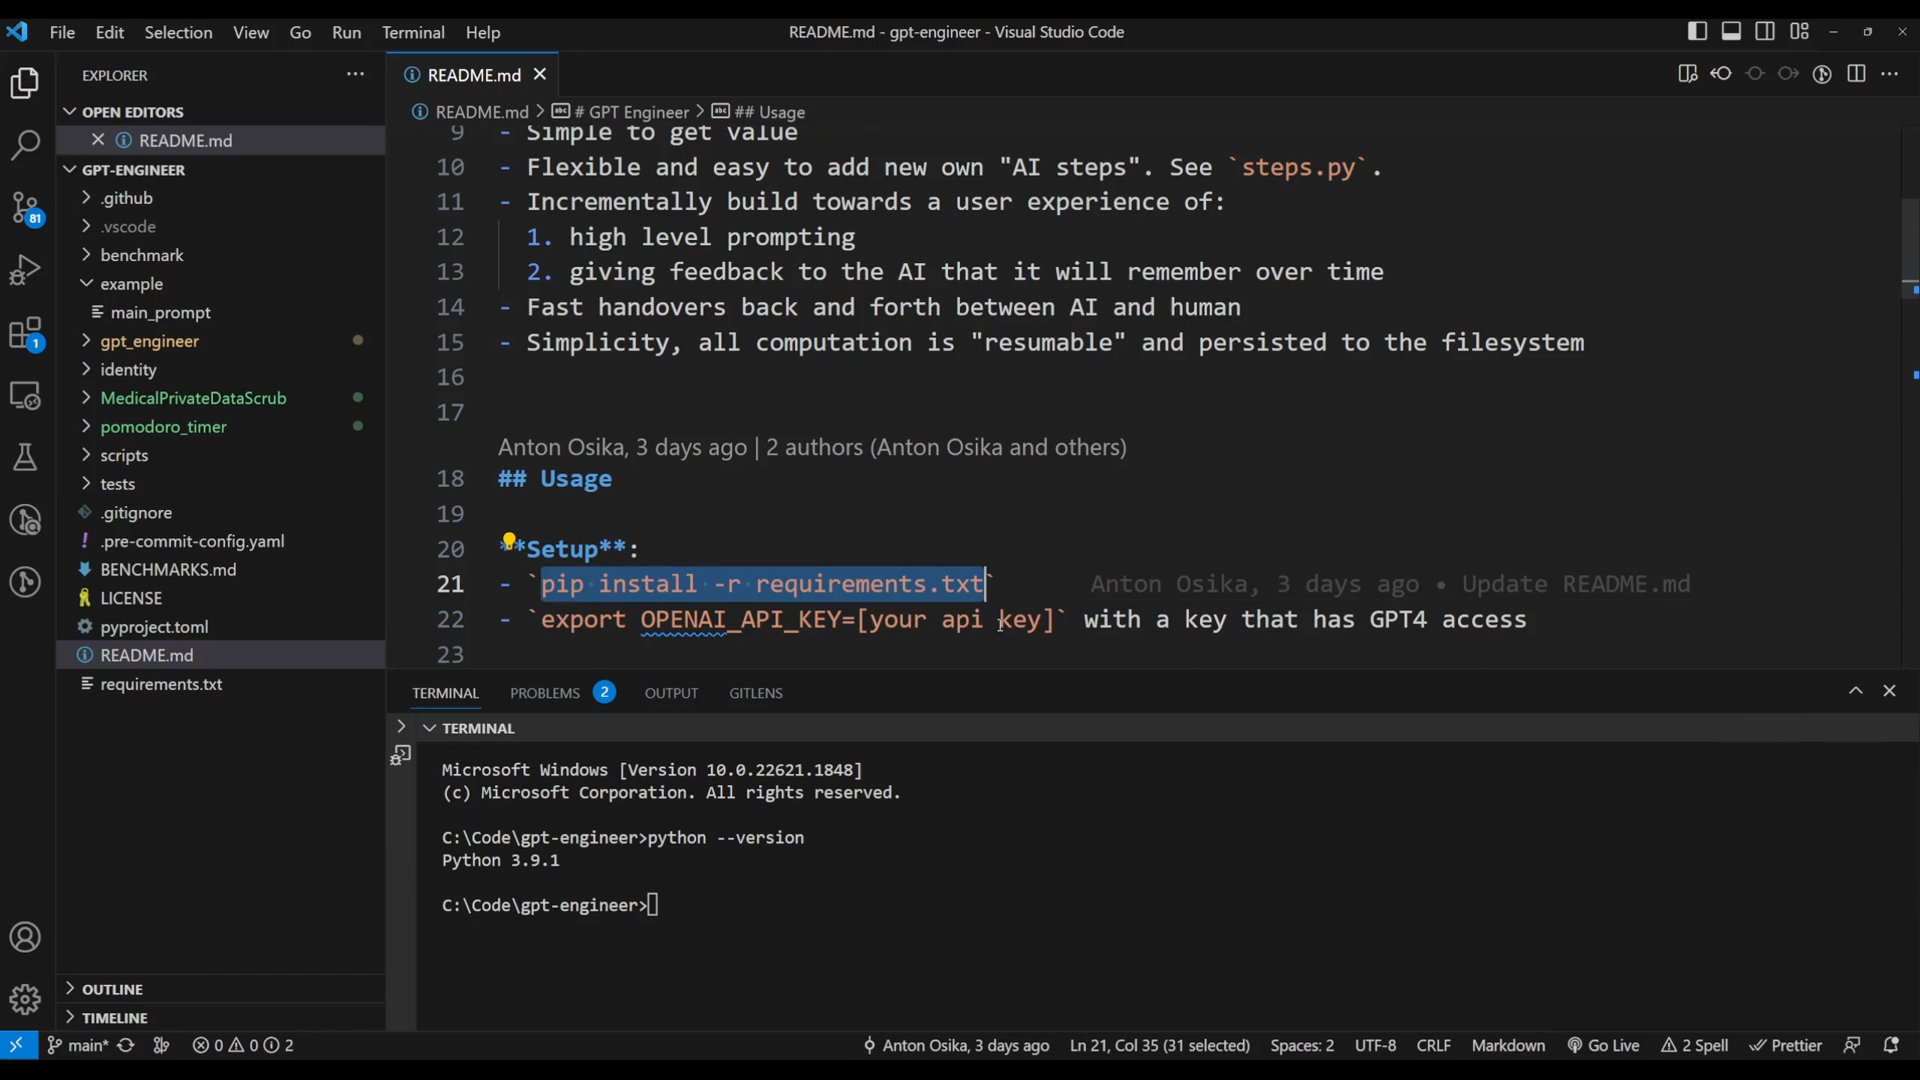 File Edit Selection View Go Run Terminal Help
README.md - gpt-engineer - Visual Studio Code
EXPLORER
OPEN EDITORS
README.md
GPT-ENGINEER
.github
.vscode
benchmark
example
main_prompt
gpt_engineer
identity
MedicalPrivateDataScrub
pomodoro_timer
scripts
tests
.gitignore
.pre-commit-config.yaml
BENCHMARKS.md
LICENSE
pyproject.toml
README.md
requirements.txt
OUTLINE
TIMELINE
81
1
README.md
README.md > # GPT Engineer > ## Usage
9 - Simple to get value
10 - Flexible and easy to add new own "AI steps". See `steps.py`.
11 - Incrementally build towards a user experience of:
12 1. high level prompting
13 2. giving feedback to the AI that it will remember over time
14 - Fast handovers back and forth between AI and human
15 - Simplicity, all computation is "resumable" and persisted to the filesystem
16
17
Anton Osika, 3 days ago | 2 authors (Anton Osika and others)
18 ## Usage
19
20 **Setup**:
21 - `pip install -r requirements.txt` Anton Osika, 3 days ago • Update README.md
22 - `export OPENAI_API_KEY=[your api key]` with a key that has GPT4 access
23
TERMINAL PROBLEMS 2 OUTPUT GITLENS
TERMINAL
Microsoft Windows [Version 10.0.22621.1848]
(c) Microsoft Corporation. All rights reserved.
C:\Code\gpt-engineer>python --version
Python 3.9.1
C:\Code\gpt-engineer>
main* 0 0 2 Anton Osika, 3 days ago Ln 21, Col 35 (31 selected) Spaces: 2 UTF-8 CRLF Markdown Go Live 2 Spell Prettier